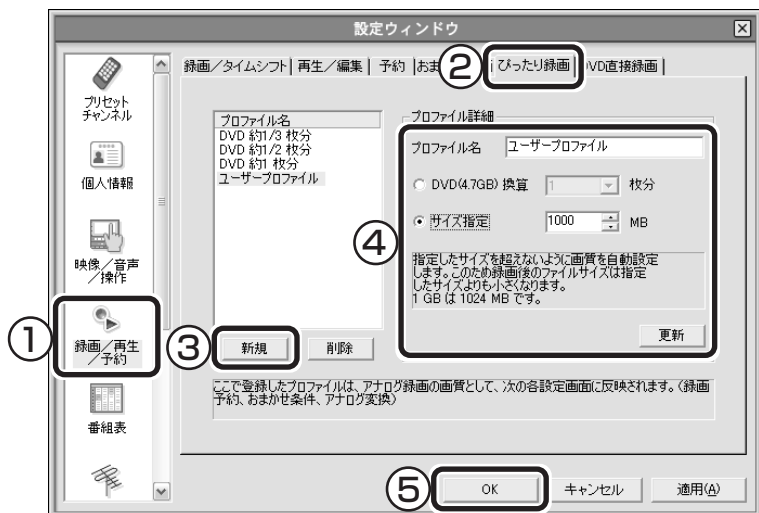 設定ウィンドウ
録画／タイムシフト
再生／編集
予約
おま
②
ぴったり録画
VD直接録画
プリセット
チャンネル
個人情報
映像／音声
／操作
①
録画／再生
／予約
番組表
プロファイル名
DVD 約1/3 枚分
DVD 約1/2 枚分
DVD 約1 枚分
ユーザープロファイル
③
新規
削除
④
プロファイル詳細
プロファイル名 ユーザープロファイル
DVD(4.7GB) 換算 1 枚分
サイズ指定 1000 MB
指定したサイズを超えないように画質を自動設定
します。このため録画後のファイルサイズは指定
したサイズよりも小さくなります。
1 GB は 1024 MB です。
更新
ここで登録したプロファイルは、アナログ録画の画質として、次の各設定画面に反映されます。(録画
予約、おまかせ条件、アナログ変換)
⑤
OK
キャンセル
適用(A)